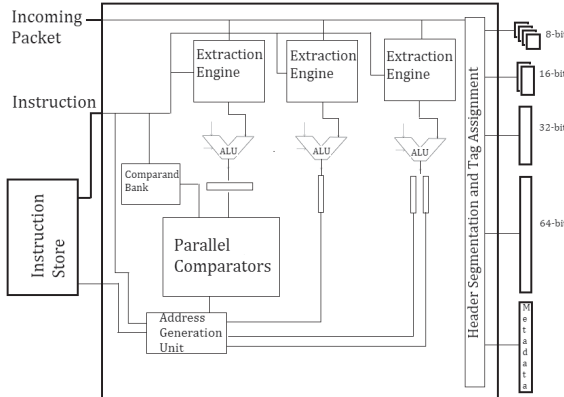 Incoming
Packet
Instruction
Instruction
Store
Extraction
Engine
Extraction
Engine
Extraction
Engine
ALU
ALU
ALU
Comparand
Bank
Parallel
Comparators
Address
Generation
Unit
Header Segmentation and Tag Assignment
8-bit
16-bit
32-bit
64-bit
Metadata